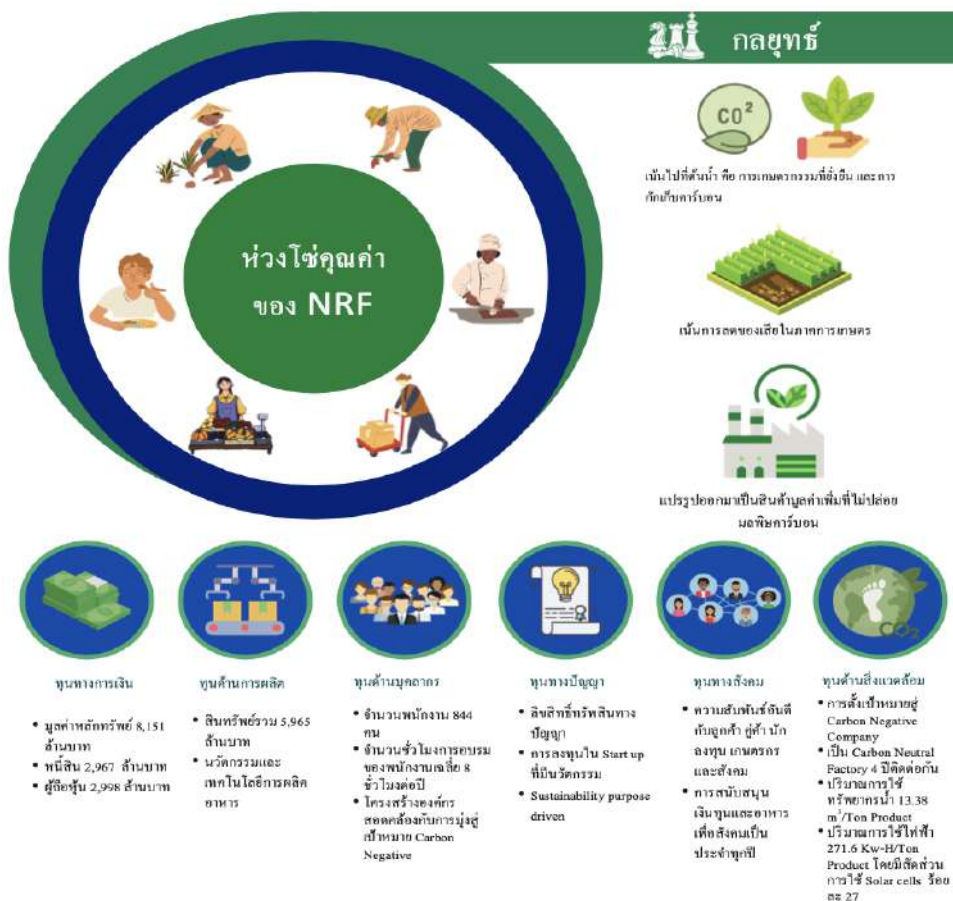 กลยุทธ์
CO²
เน้นไปที่ต้นน้ำ คือ การเกษตรกรรมที่ยั่งยืน และการ
กักเก็บคาร์บอน
ห่วงโซ่คุณค่า
ของ NRF
เน้นการลดของเสียในภาคการเกษตร
แปรรูปออกมาเป็นสินค้ามูลค่าเพิ่มที่ไม่ปล่อย
มลพิษคาร์บอน
CO2
ทุนทางการเงิน
• มูลค่าหลักทรัพย์ 8,151
ล้านบาท
• หนี้สิน 2,967 ล้านบาท
• ผู้ถือหุ้น 2,998 ล้านบาท
ทุนด้านการผลิต
• สินทรัพย์รวม 5,965
ล้านบาท
• นวัตกรรมและ
เทคโนโลยีการผลิต
อาหาร
ทุนด้านบุคลากร
• จำนวนพนักงาน 844
คน
• จำนวนชั่วโมงการอบรม
ของพนักงานเฉลี่ย 8
ชั่วโมงต่อปี
• โครงสร้างองค์กร
สอดคล้องกับการมุ่งสู่
เป้าหมาย Carbon
Negative
ทุนทางปัญญา
• ลิขสิทธิ์ทรัพสินทาง
ปัญญา
• การลงทุนใน Start up
ที่มีนวัตกรรม
• Sustainability purpose
driven
ทุนทางสังคม
• ความสัมพันธ์อันดี
กับลูกค้า คู่ค้า นัก
ลงทุน เกษตรกร
และสังคม
• การสนับสนุน
เงินทุนและอาหาร
เพื่อสังคมเป็น
ประจำทุกปี
ทุนด้านสิ่งแวดล้อม
• การตั้งเป้าหมายสู่
Carbon Negative
Company
• เป็น Carbon Neutral
Factory 4 ปีติดต่อกัน
• ปริมาณการใช้
ทรัพยากรน้ำ 13.38
m³/Ton Product
• ปริมาณการใช้ไฟฟ้า
271.6 Kw-H/Ton
Product โดยมีสัดส่วน
การใช้ Solar cells ร้อย
ละ 27